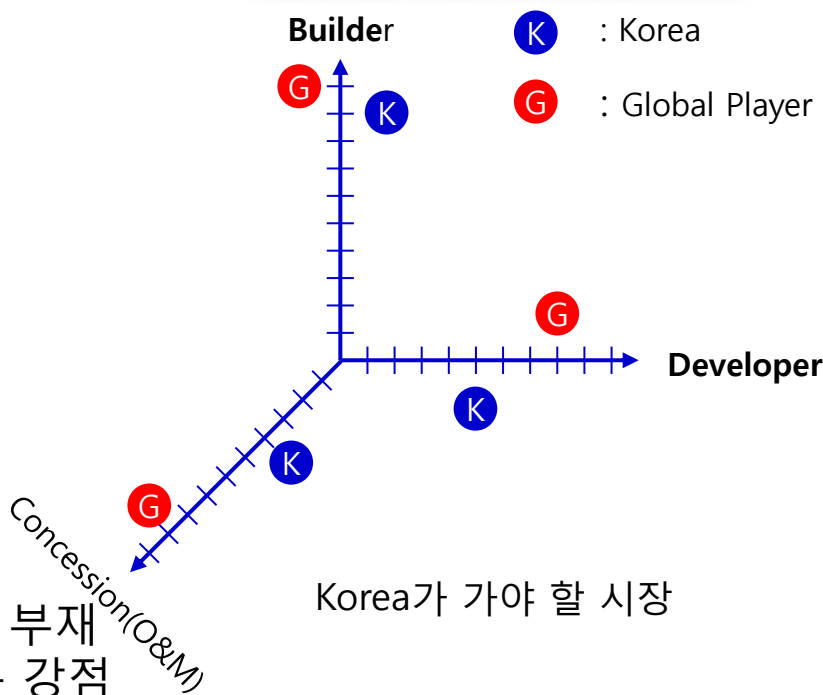 Builder
K : Korea
G : Global Player
G
K
G
Developer
K
K
G
Concession(O&M)
Korea가 가야 할 시장
부재
강점